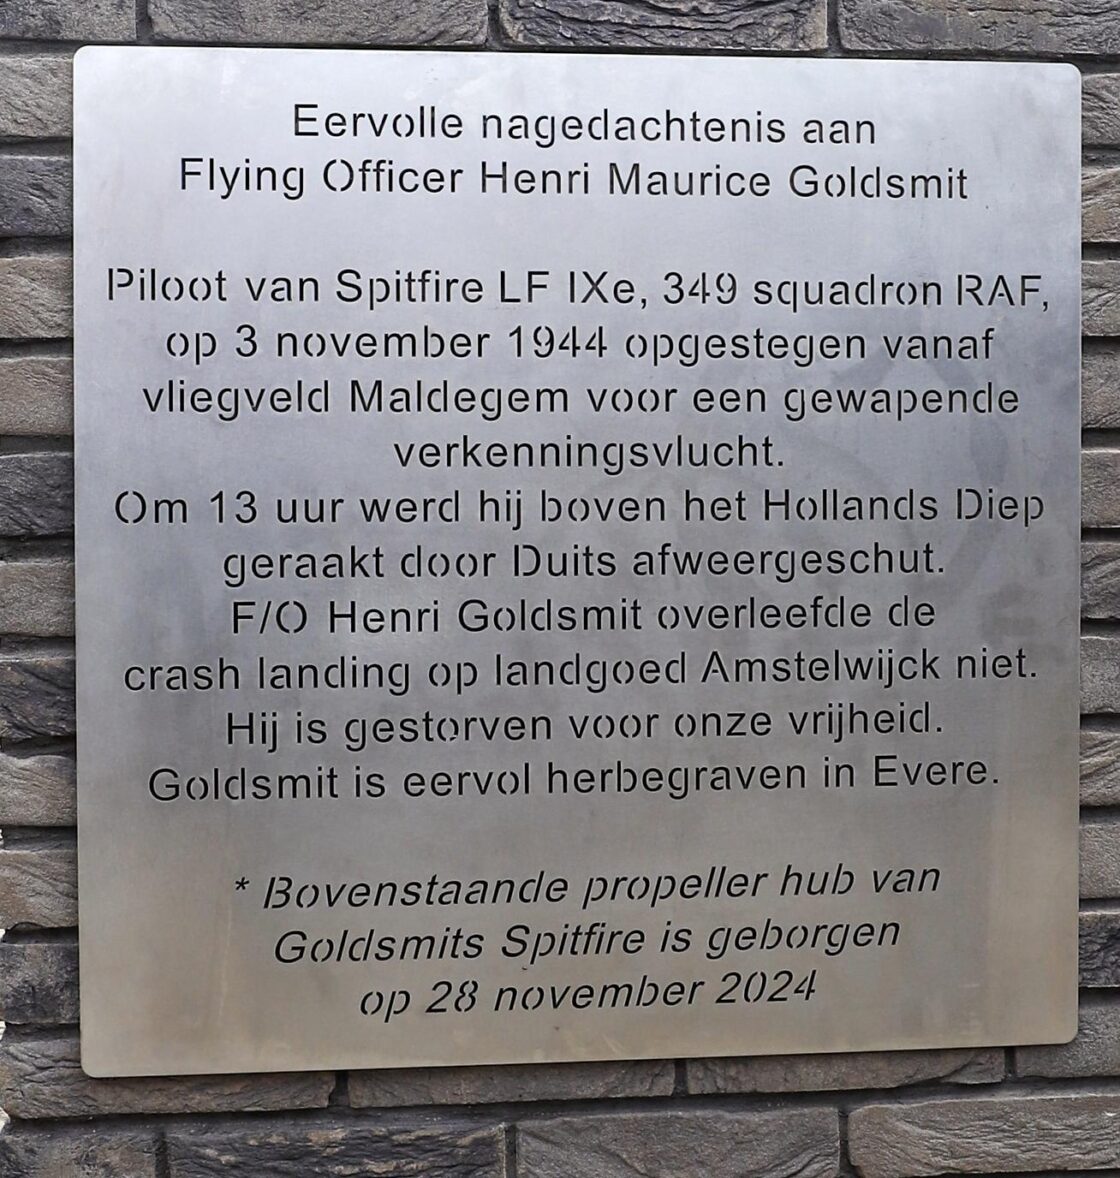 Eervolle nagedachtenis aan
Flying Officer Henri Maurice Goldsmit
Piloot van Spitfire LF IXe, 349 squadron RAF,
op 3 november 1944 opgestegen vanaf
vliegveld Maldegem voor een gewapende
verkenningsvlucht.
Om 13 uur werd hij boven het Hollands Diep
geraakt door Duits afweergeschut.
F/O Henri Goldsmit overleefde de
crash landing op landgoed Amstelwijck niet.
Hij is gestorven voor onze vrijheid.
Goldsmit is eervol herbegraven in Evere.
* Bovenstaande propeller hub van
Goldsmits Spitfire is geborgen
op 28 november 2024